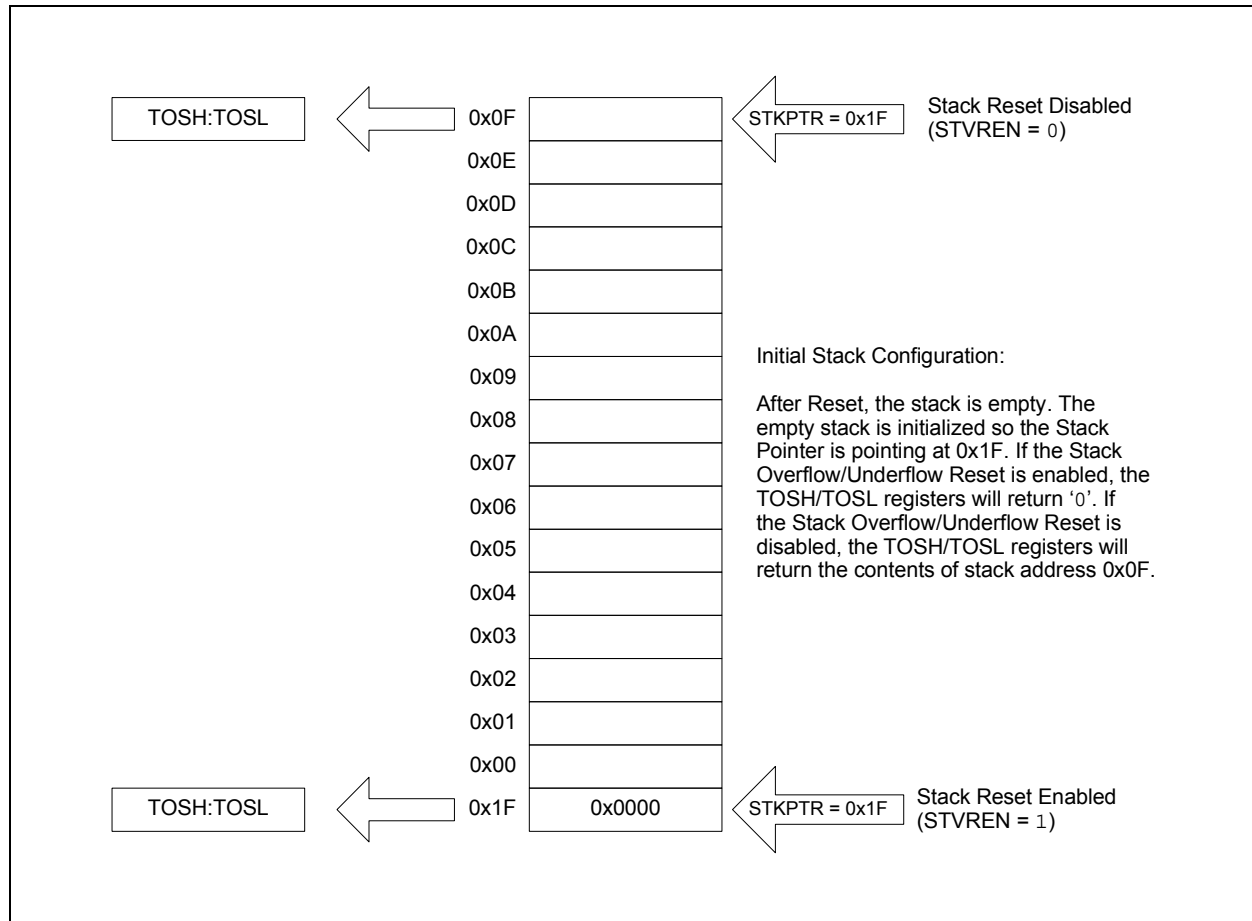 TOSH:TOSL
0x0F
STKPTR = 0x1F
Stack Reset Disabled
(STVREN = 0)
0x0E
0x0D
0x0C
0x0B
0x0A
0x09
0x08
0x07
0x06
0x05
0x04
0x03
0x02
0x01
0x00
Initial Stack Configuration:
After Reset, the stack is empty. The
empty stack is initialized so the Stack
Pointer is pointing at 0x1F. If the Stack
Overflow/Underflow Reset is enabled, the
TOSH/TOSL registers will return ‘0’. If
the Stack Overflow/Underflow Reset is
disabled, the TOSH/TOSL registers will
return the contents of stack address 0x0F.
TOSH:TOSL
0x1F
0x0000
STKPTR = 0x1F
Stack Reset Enabled
(STVREN = 1)